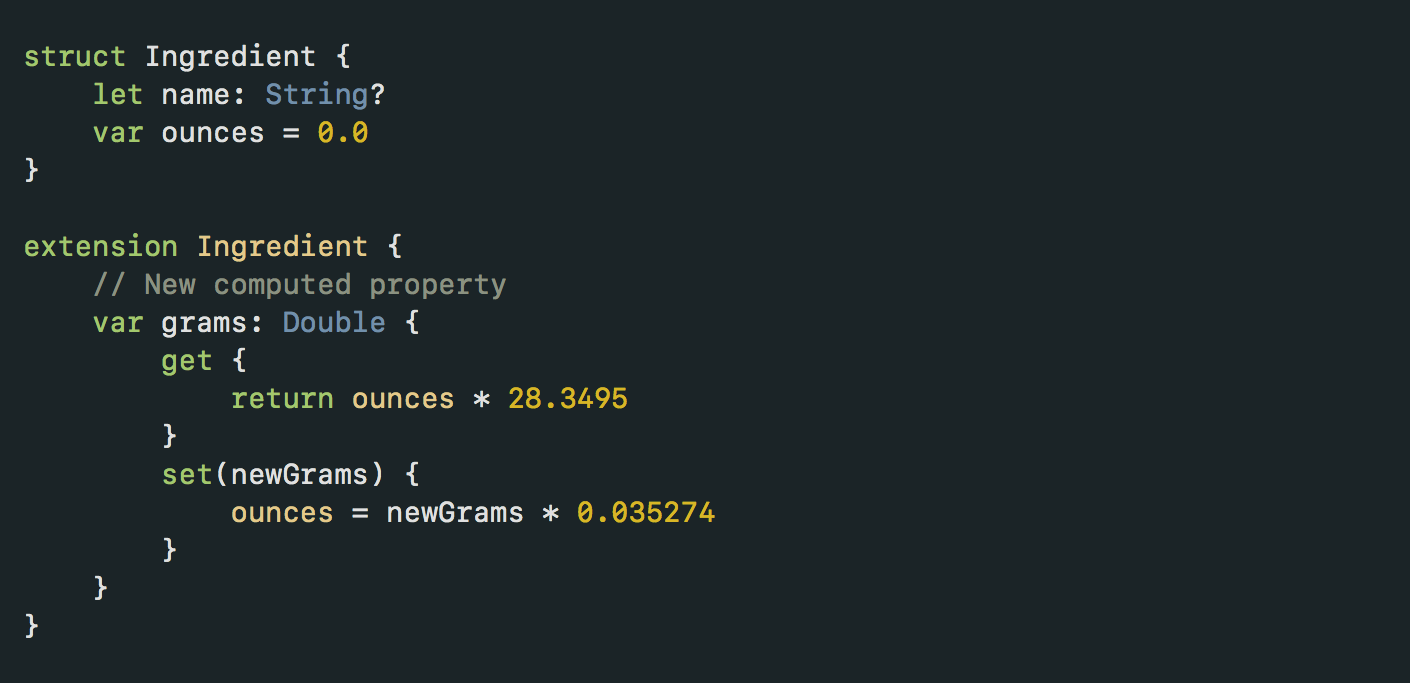 struct Ingredient {
    let name: String?
    var ounces = 0.0
}

extension Ingredient {
    // New computed property
    var grams: Double {
        get {
            return ounces * 28.3495
        }
        set(newGrams) {
            ounces = newGrams * 0.035274
        }
    }
}